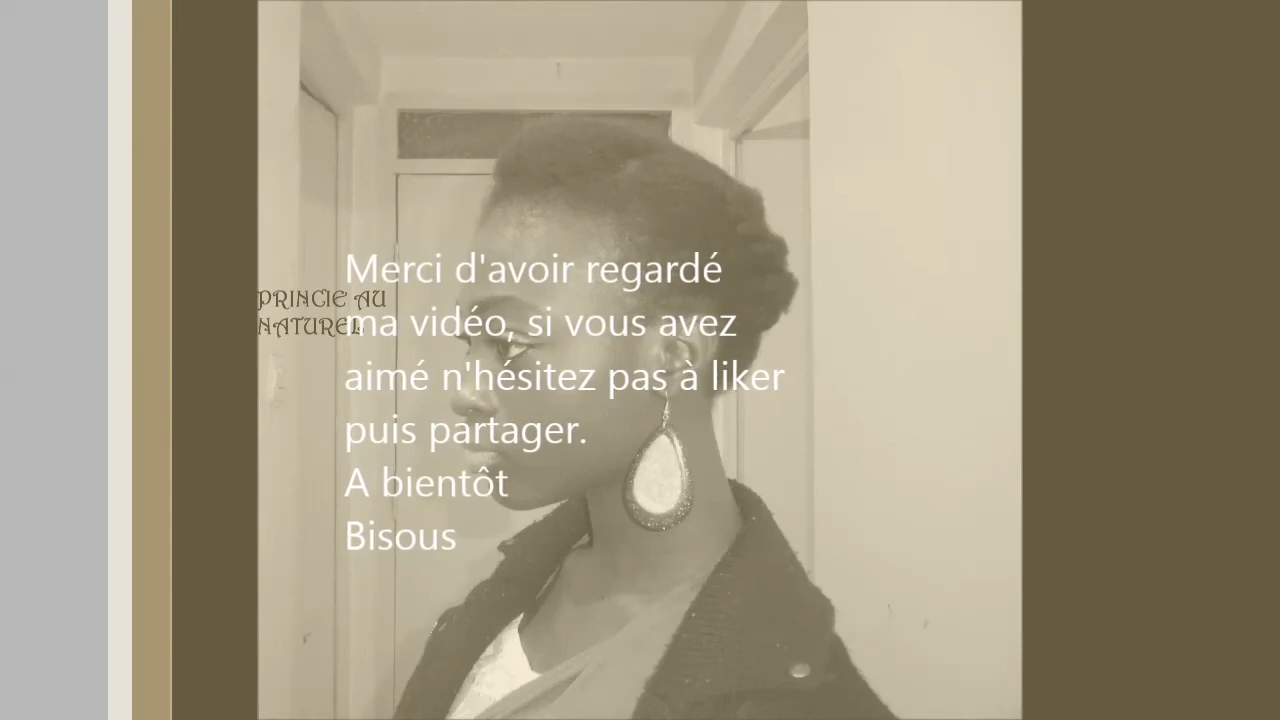 PRINCIE AU
NATUREL
Merci d'avoir regardé
ma vidéo, si vous avez
aimé n'hésitez pas à liker
puis partager.
A bientôt
Bisous